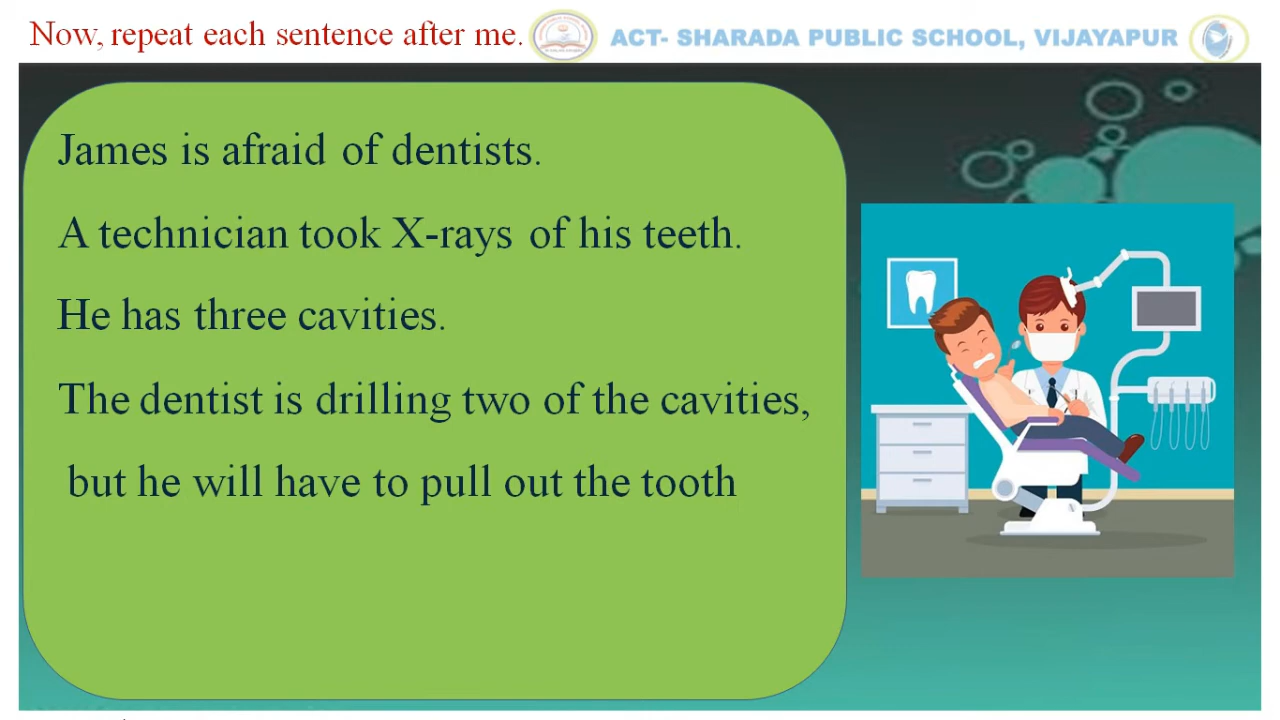 Now, repeat each sentence after me.
ACT- SHARADA PUBLIC SCHOOL, VIJAYAPUR
James is afraid of dentists.
A technician took X-rays of his teeth.
He has three cavities.
The dentist is drilling two of the cavities,
but he will have to pull out the tooth